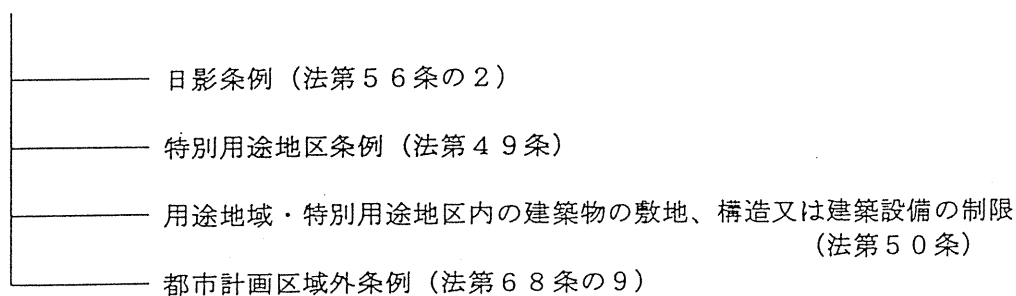 日影条例（法第５６条の２）
特別用途地区条例（法第４９条）
用途地域・特別用途地区内の建築物の敷地、構造又は建築設備の制限
（法第５０条）
都市計画区域外条例（法第６８条の９）